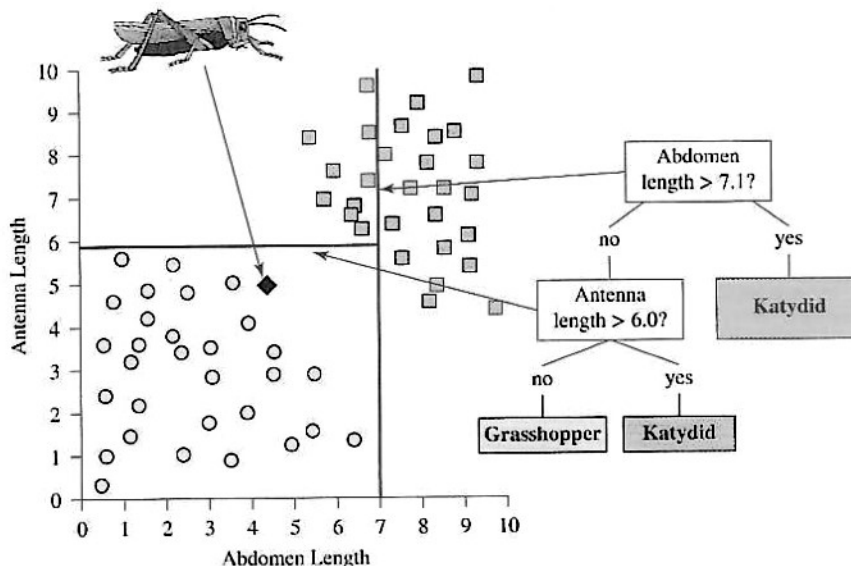 10
9
8
7
6
5
4
3
2
1
0
Antenna Length
0 1 2 3 4 5 6 7 8 9 10
Abdomen Length
Abdomen
length > 7.1?
no
yes
Antenna
length > 6.0?
Katydid
no
yes
Grasshopper
Katydid